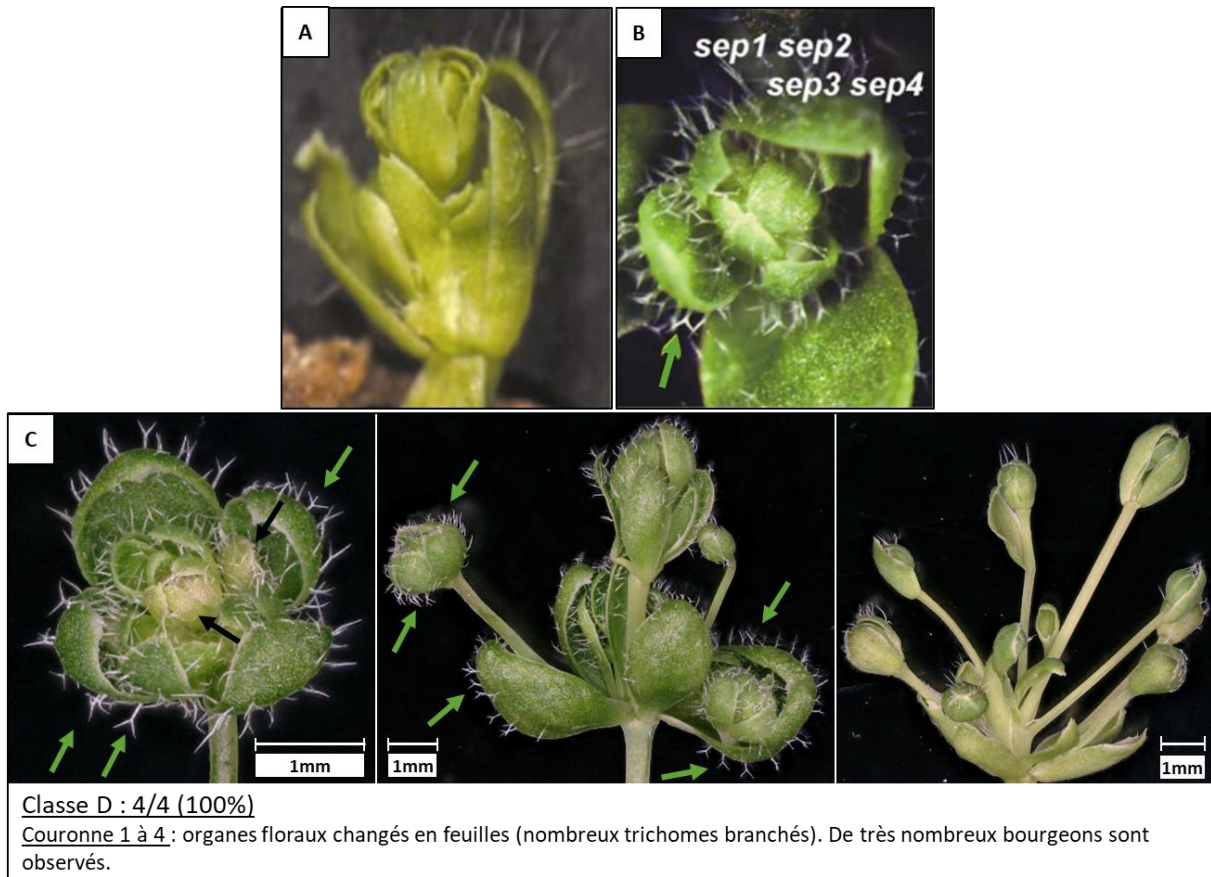 A
B
sep1 sep2
sep3 sep4
C
1mm
1mm
1mm
Classe D : 4/4 (100%)
Couronne 1 à 4 : organes floraux changés en feuilles (nombreux trichomes branchés). De très nombreux bourgeons sont
observés.